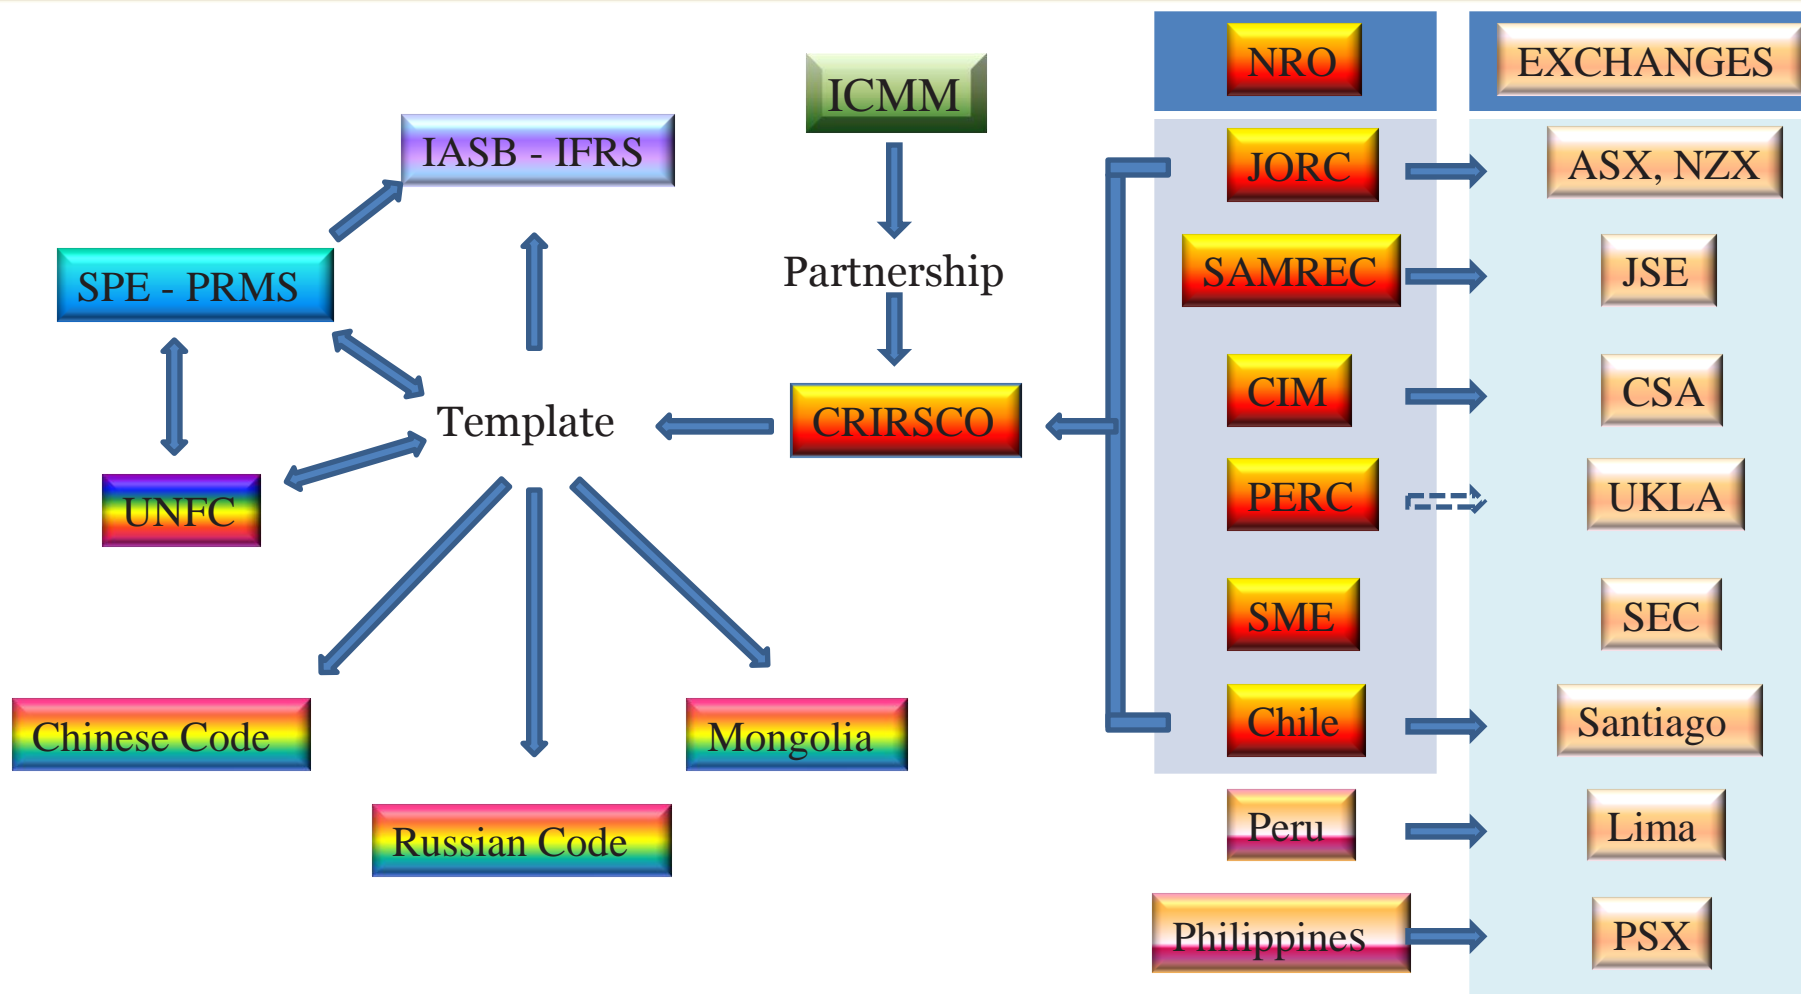 NRO
EXCHANGES
ICMM
IASB - IFRS
JORC
ASX, NZX
SPE - PRMS
Partnership
SAMREC
JSE
Template
CRIRSCO
CIM
CSA
UNFC
PERC
UKLA
SME
SEC
Chinese Code
Mongolia
Chile
Santiago
Russian Code
Peru
Lima
Philippines
PSX